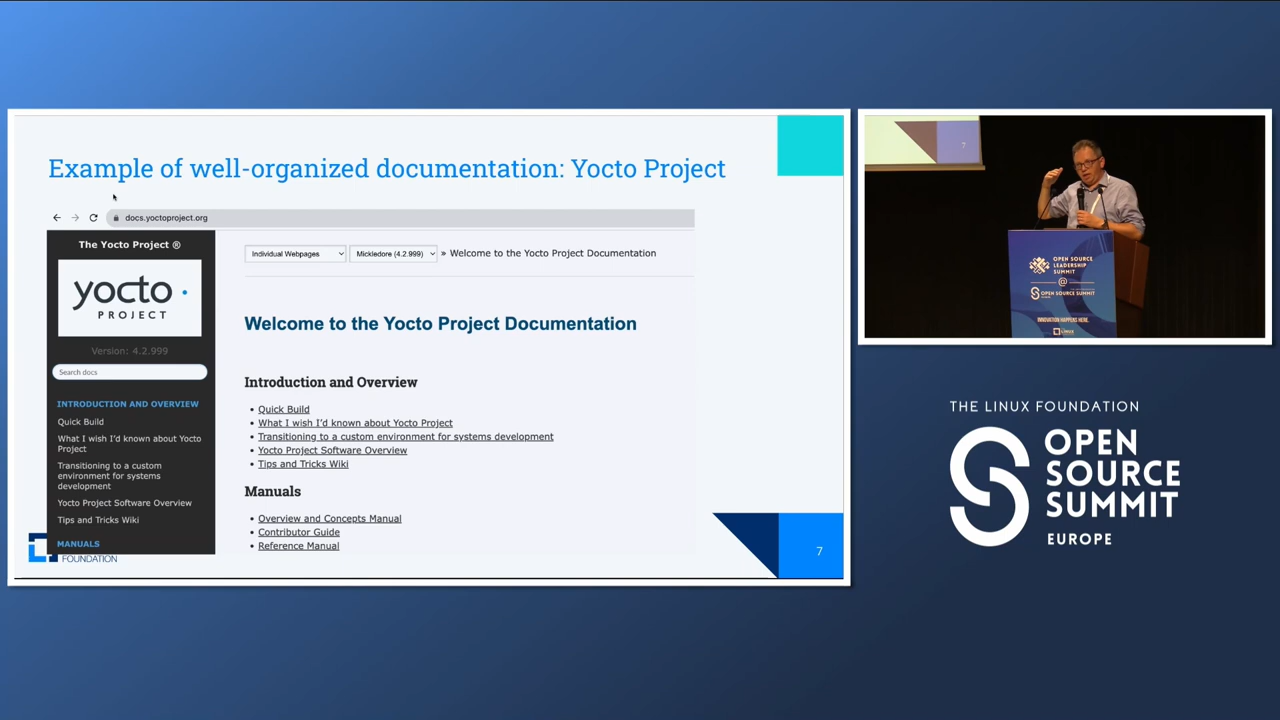 Example of well-organized documentation: Yocto Project
docs.yoctoproject.org
The Yocto Project ®
yocto
PROJECT
Version: 4.2.999
Search docs
INTRODUCTION AND OVERVIEW
Quick Build
What I wish I'd known about Yocto
Project
Transitioning to a custom
environment for systems
development
Yocto Project Software Overview
Tips and Tricks Wiki
MANUALS
Individual Webpages
Mickledore (4.2.999)
» Welcome to the Yocto Project Documentation
Welcome to the Yocto Project Documentation
Introduction and Overview
• Quick Build
• What I wish I'd known about Yocto Project
• Transitioning to a custom environment for systems development
• Yocto Project Software Overview
• Tips and Tricks Wiki
Manuals
• Overview and Concepts Manual
• Contributor Guide
• Reference Manual
FOUNDATION
7
7
OPEN SOURCE
LEADERSHIP
SUMMIT
@
OPEN SOURCE SUMMIT
INNOVATION HAPPENS HERE.
LINUX
THE LINUX FOUNDATION
OPEN
SOURCE
SUMMIT
EUROPE